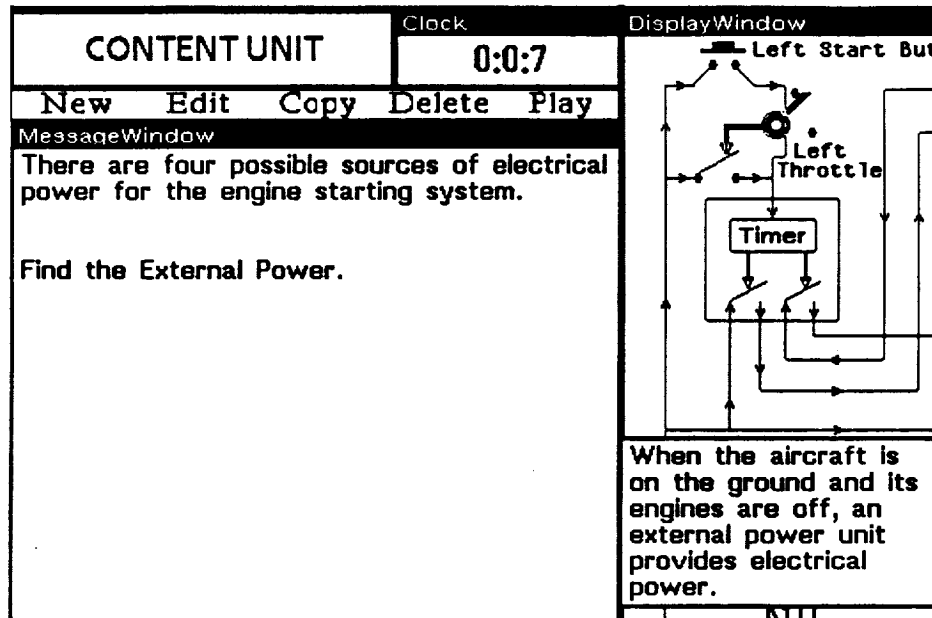 CONTENT UNIT
Clock
0:0:7
New Edit Copy Delete Play
MessageWindow
There are four possible sources of electrical
power for the engine starting system.
Find the External Power.
DisplayWindow
Left Start But
Left
Throttle
Timer
When the aircraft is
on the ground and its
engines are off, an
external power unit
provides electrical
power.